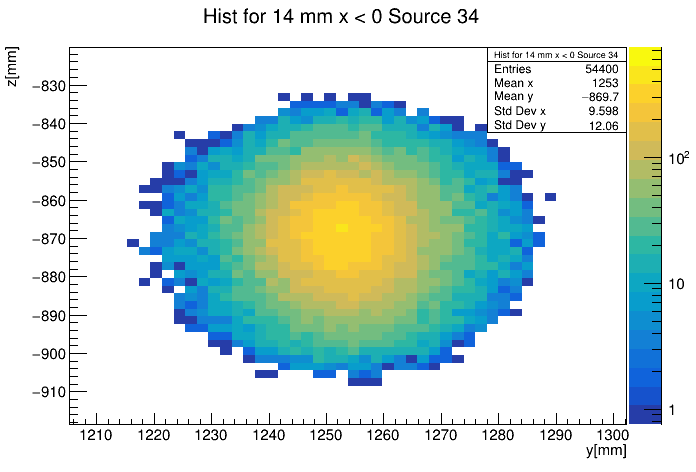 Hist for 14 mm x < 0 Source 34
z[mm]
Hist for 14 mm x < 0 Source 34
Entries 54400
Mean x 1253
Mean y −869.7
Std Dev x 9.598
Std Dev y 12.06
−830
−840
−850
−860
−870
−880
−890
−900
−910
10²
10
1
1210 1220 1230 1240 1250 1260 1270 1280 1290 1300
y[mm]